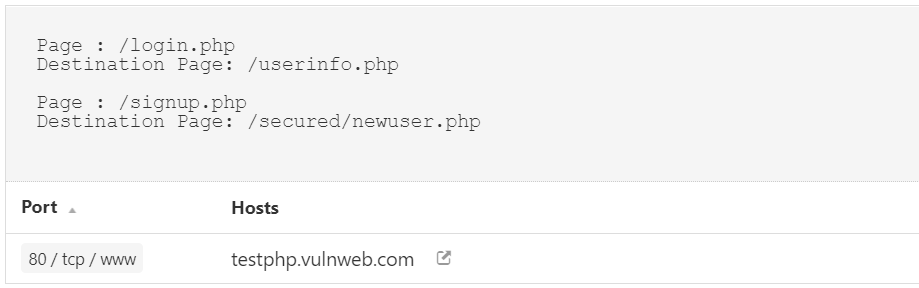 Page : /login.php
Destination Page: /userinfo.php
Page : /signup.php
Destination Page: /secured/newuser.php
Port Hosts
80 / tcp / www testphp.vulnweb.com